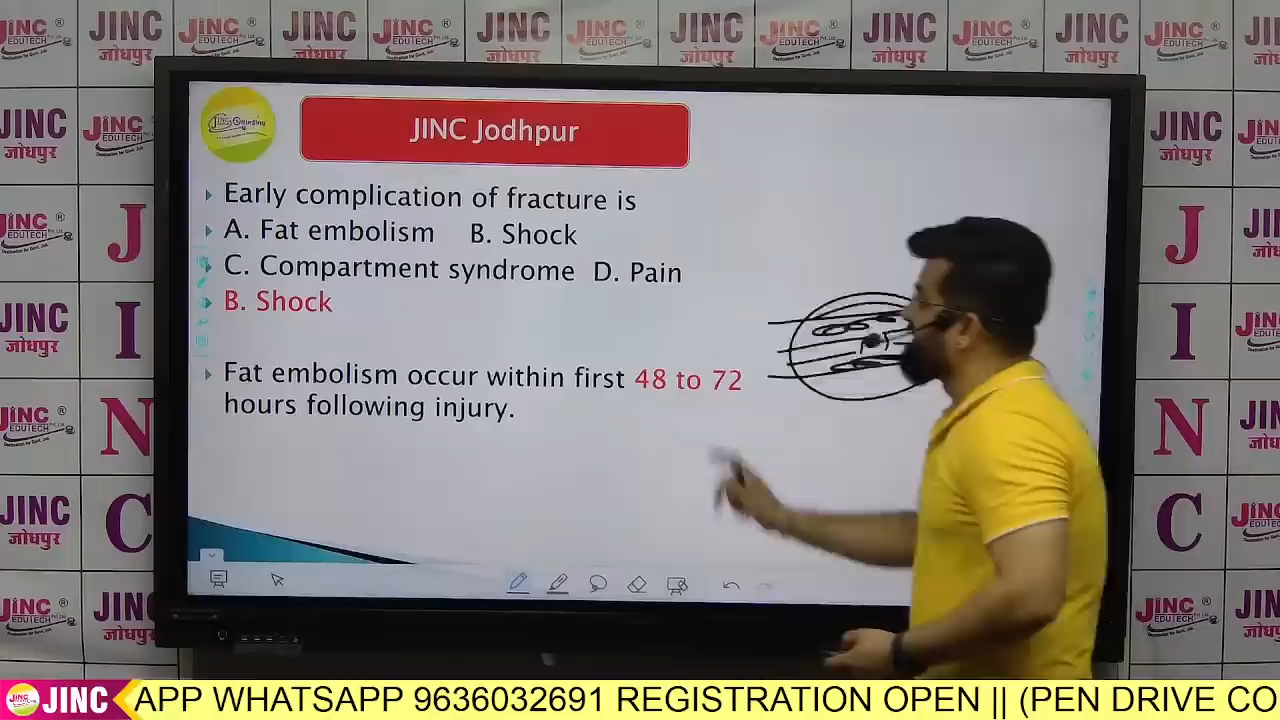 JINC Jodhpur
Early complication of fracture is
A. Fat embolism B. Shock
C. Compartment syndrome D. Pain
B. Shock
Fat embolism occur within first 48 to 72
hours following injury.
JINC
जोधपुर
JINC
EDUTECH
J
I
N
C
J
I
N
C
JINC APP WHATSAPP 9636032691 REGISTRATION OPEN || (PEN DRIVE CO